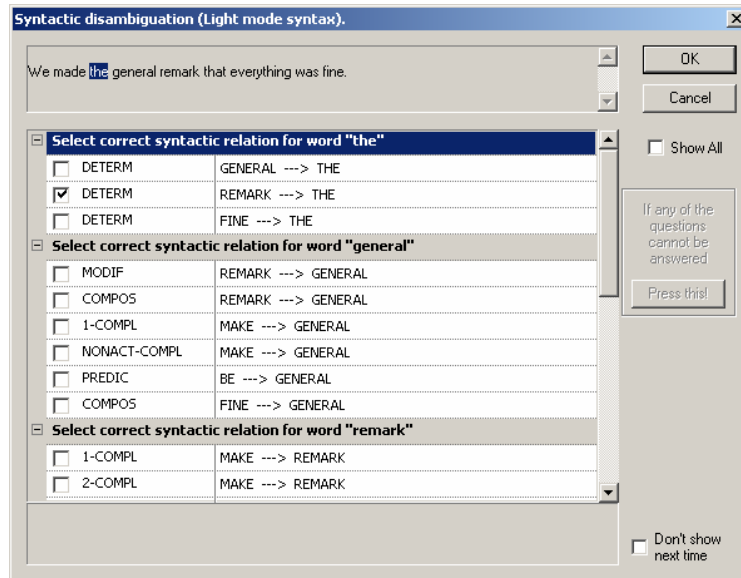 Syntactic disambiguation (Light mode syntax).
We made the general remark that everything was fine.
OK
Cancel
Show All
If any of the
questions
cannot be
answered
Press this!
Select correct syntactic relation for word "the"
DETERM GENERAL ---> THE
DETERM REMARK ---> THE
DETERM FINE ---> THE
Select correct syntactic relation for word "general"
MODIF REMARK ---> GENERAL
COMPOS REMARK ---> GENERAL
1-COMPL MAKE ---> GENERAL
NONACT-COMPL MAKE ---> GENERAL
PREDIC BE ---> GENERAL
COMPOS FINE ---> GENERAL
Select correct syntactic relation for word "remark"
1-COMPL MAKE ---> REMARK
2-COMPL MAKE ---> REMARK
Don't show
next time